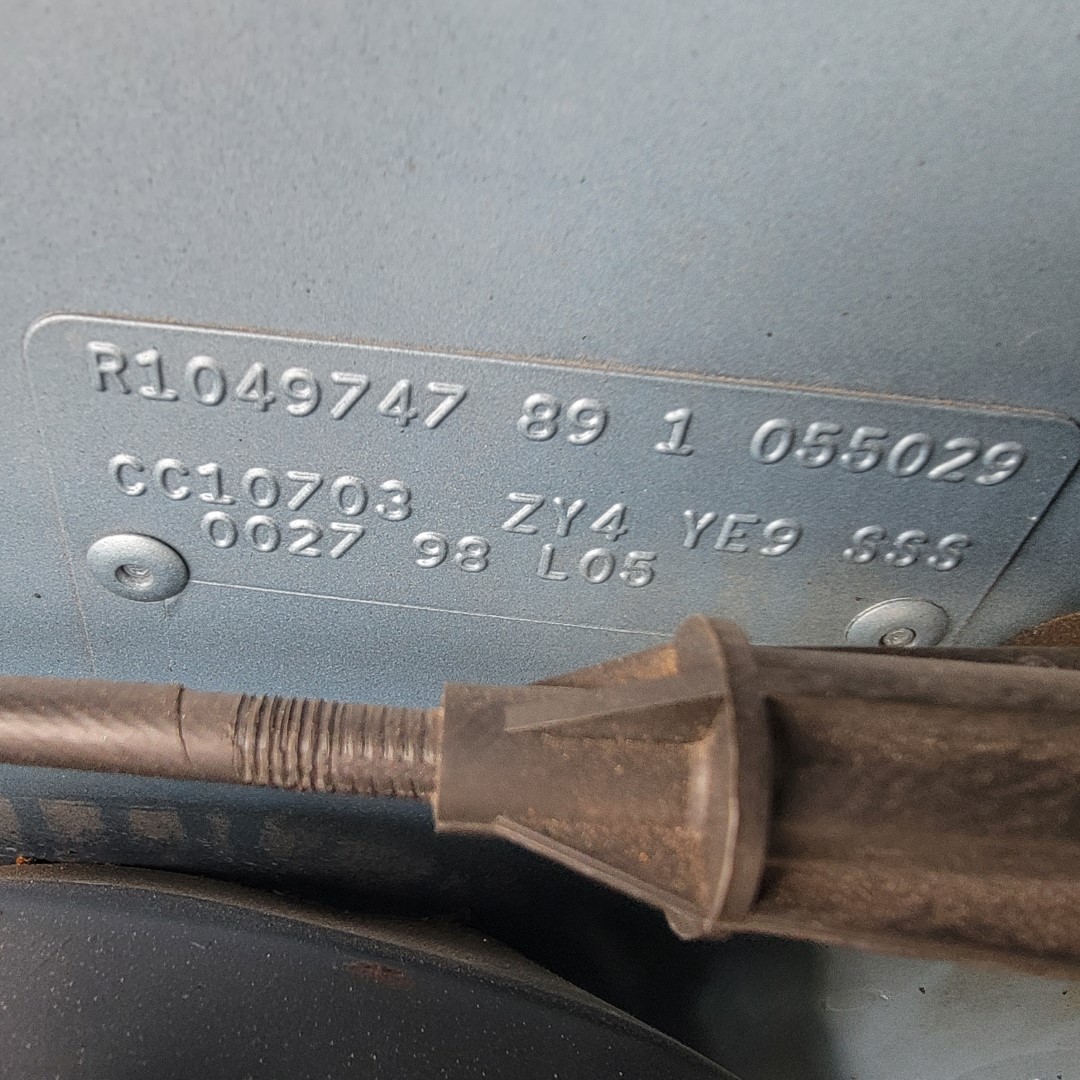 R1049747 89 1 055029
CC10703 ZY4 YE9 SSS
0027 98 L05